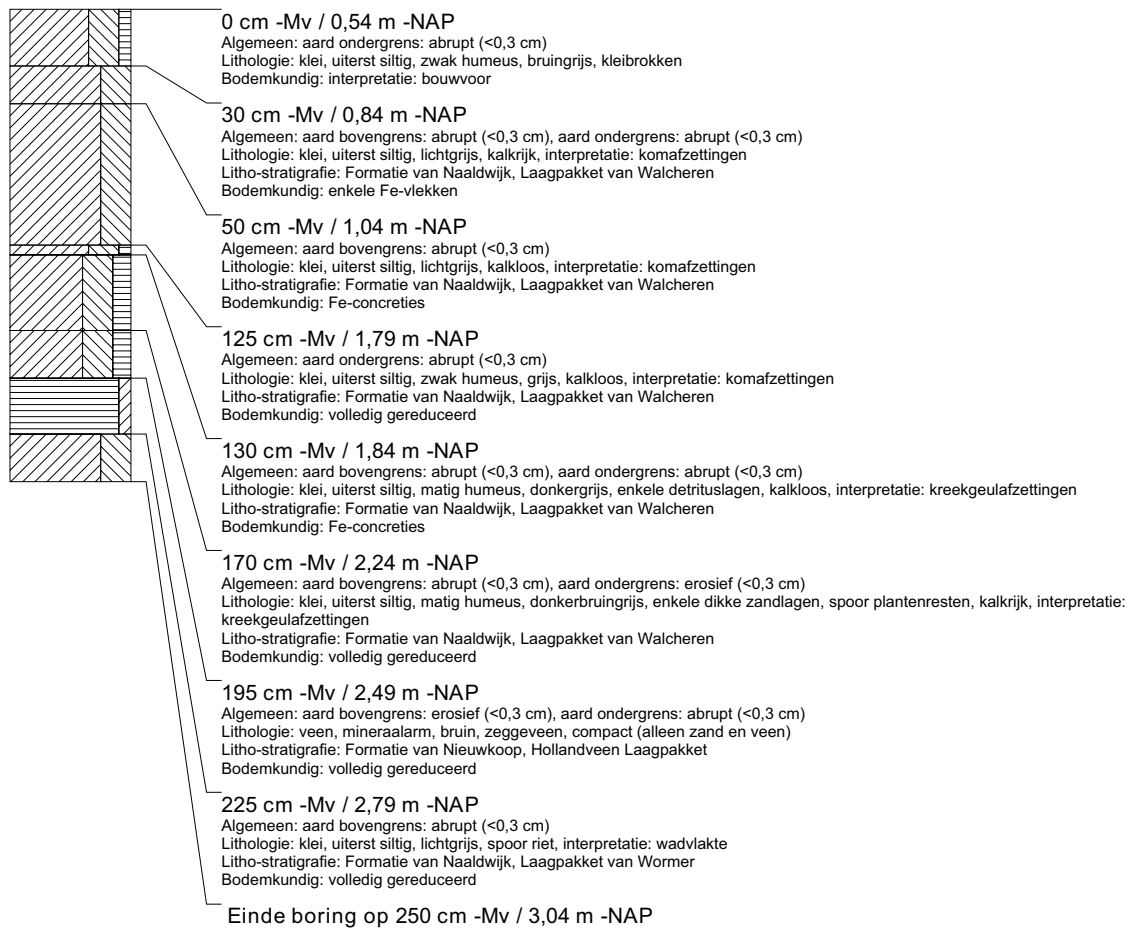 0 cm -Mv / 0,54 m -NAP
Algemeen: aard ondergrens: abrupt (<0,3 cm)
Lithologie: klei, uiterst siltig, zwak humeus, bruingrijs, kleibrokken
Bodemkundig: interpretatie: bouwvoor
30 cm -Mv / 0,84 m -NAP
Algemeen: aard bovengrens: abrupt (<0,3 cm), aard ondergrens: abrupt (<0,3 cm)
Lithologie: klei, uiterst siltig, lichtgrijs, kalkrijk, interpretatie: komafzettingen
Litho-stratigrafie: Formatie van Naaldwijk, Laagpakket van Walcheren
Bodemkundig: enkele Fe-vlekken
50 cm -Mv / 1,04 m -NAP
Algemeen: aard bovengrens: abrupt (<0,3 cm)
Lithologie: klei, uiterst siltig, lichtgrijs, kalkloos, interpretatie: komafzettingen
Litho-stratigrafie: Formatie van Naaldwijk, Laagpakket van Walcheren
Bodemkundig: Fe-concreties
125 cm -Mv / 1,79 m -NAP
Algemeen: aard ondergrens: abrupt (<0,3 cm)
Lithologie: klei, uiterst siltig, zwak humeus, grijs, kalkloos, interpretatie: komafzettingen
Litho-stratigrafie: Formatie van Naaldwijk, Laagpakket van Walcheren
Bodemkundig: volledig gereduceerd
130 cm -Mv / 1,84 m -NAP
Algemeen: aard bovengrens: abrupt (<0,3 cm), aard ondergrens: abrupt (<0,3 cm)
Lithologie: klei, uiterst siltig, matig humeus, donkergrijs, enkele detrituslagen, kalkloos, interpretatie: kreekgeulafzettingen
Litho-stratigrafie: Formatie van Naaldwijk, Laagpakket van Walcheren
Bodemkundig: Fe-concreties
170 cm -Mv / 2,24 m -NAP
Algemeen: aard bovengrens: abrupt (<0,3 cm), aard ondergrens: erosief (<0,3 cm)
Lithologie: klei, uiterst siltig, matig humeus, donkerbruingrijs, enkele dikke zandlagen, spoor plantenresten, kalkrijk, interpretatie:
kreekgeulafzettingen
Litho-stratigrafie: Formatie van Naaldwijk, Laagpakket van Walcheren
Bodemkundig: volledig gereduceerd
195 cm -Mv / 2,49 m -NAP
Algemeen: aard bovengrens: erosief (<0,3 cm), aard ondergrens: abrupt (<0,3 cm)
Lithologie: veen, mineraalarm, bruin, zeggeveen, compact (alleen zand en veen)
Litho-stratigrafie: Formatie van Nieuwkoop, Hollandveen Laagpakket
Bodemkundig: volledig gereduceerd
225 cm -Mv / 2,79 m -NAP
Algemeen: aard bovengrens: abrupt (<0,3 cm)
Lithologie: klei, uiterst siltig, lichtgrijs, spoor riet, interpretatie: wadvlakte
Litho-stratigrafie: Formatie van Naaldwijk, Laagpakket van Wormer
Bodemkundig: volledig gereduceerd
Einde boring op 250 cm -Mv / 3,04 m -NAP